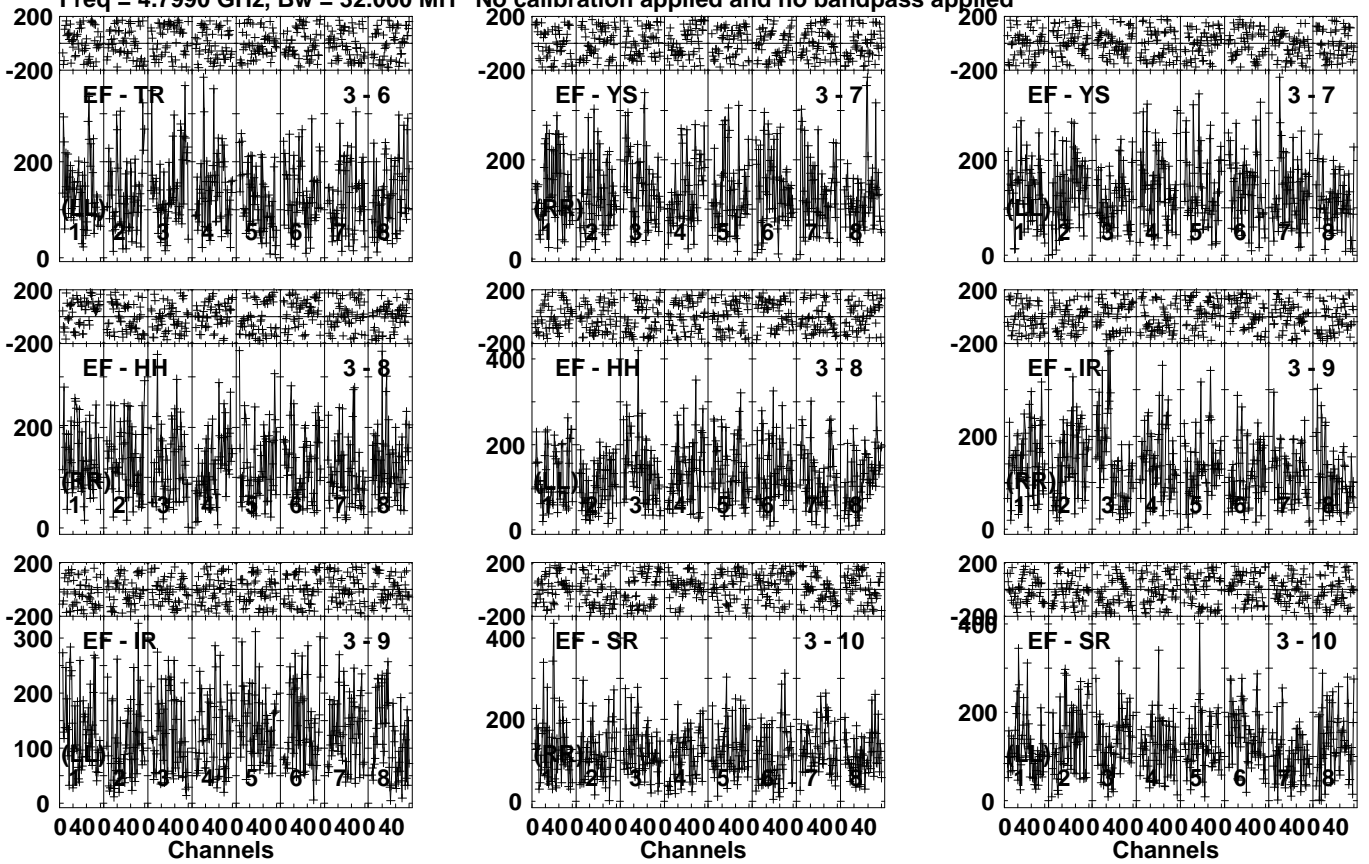 Freq = 4.7990 GHz, Bw = 32.000 MH No calibration applied and no bandpass applied
200 200 200
-200 -200 -200
EF - TR 3 - 6 EF - YS 3 - 7 EF - YS 3 - 7
200 200 200
(LL) (RR) (LL)
1 2 3 4 5 6 7 8 1 2 3 4 5 6 7 8 1 2 3 4 5 6 7 8
0 0 0
200 200 200
-200 -200 -200
400
EF - HH 3 - 8 EF - HH 3 - 8 EF - IR 3 - 9
200 200 200
(RR) (LL) (RR)
1 2 3 4 5 6 7 8 1 2 3 4 5 6 7 8 1 2 3 4 5 6 7 8
0 0 0
200 200 200
-200 -200 -200
300 400 400
EF - IR 3 - 9 EF - SR 3 - 10 EF - SR 3 - 10
200 200 200
100
(LL) (RR) (LL)
1 2 3 4 5 6 7 8 1 2 3 4 5 6 7 8 1 2 3 4 5 6 7 8
0 0 0
0 40 0 40 0 40 0 40 0 40 0 40 0 40 0 40 0 40 0 40 0 40 0 40 0 40 0 40 0 40 0 40 0 40 0 40 0 40 0 40 0 40 0 40 0 40 0 40
Channels Channels Channels